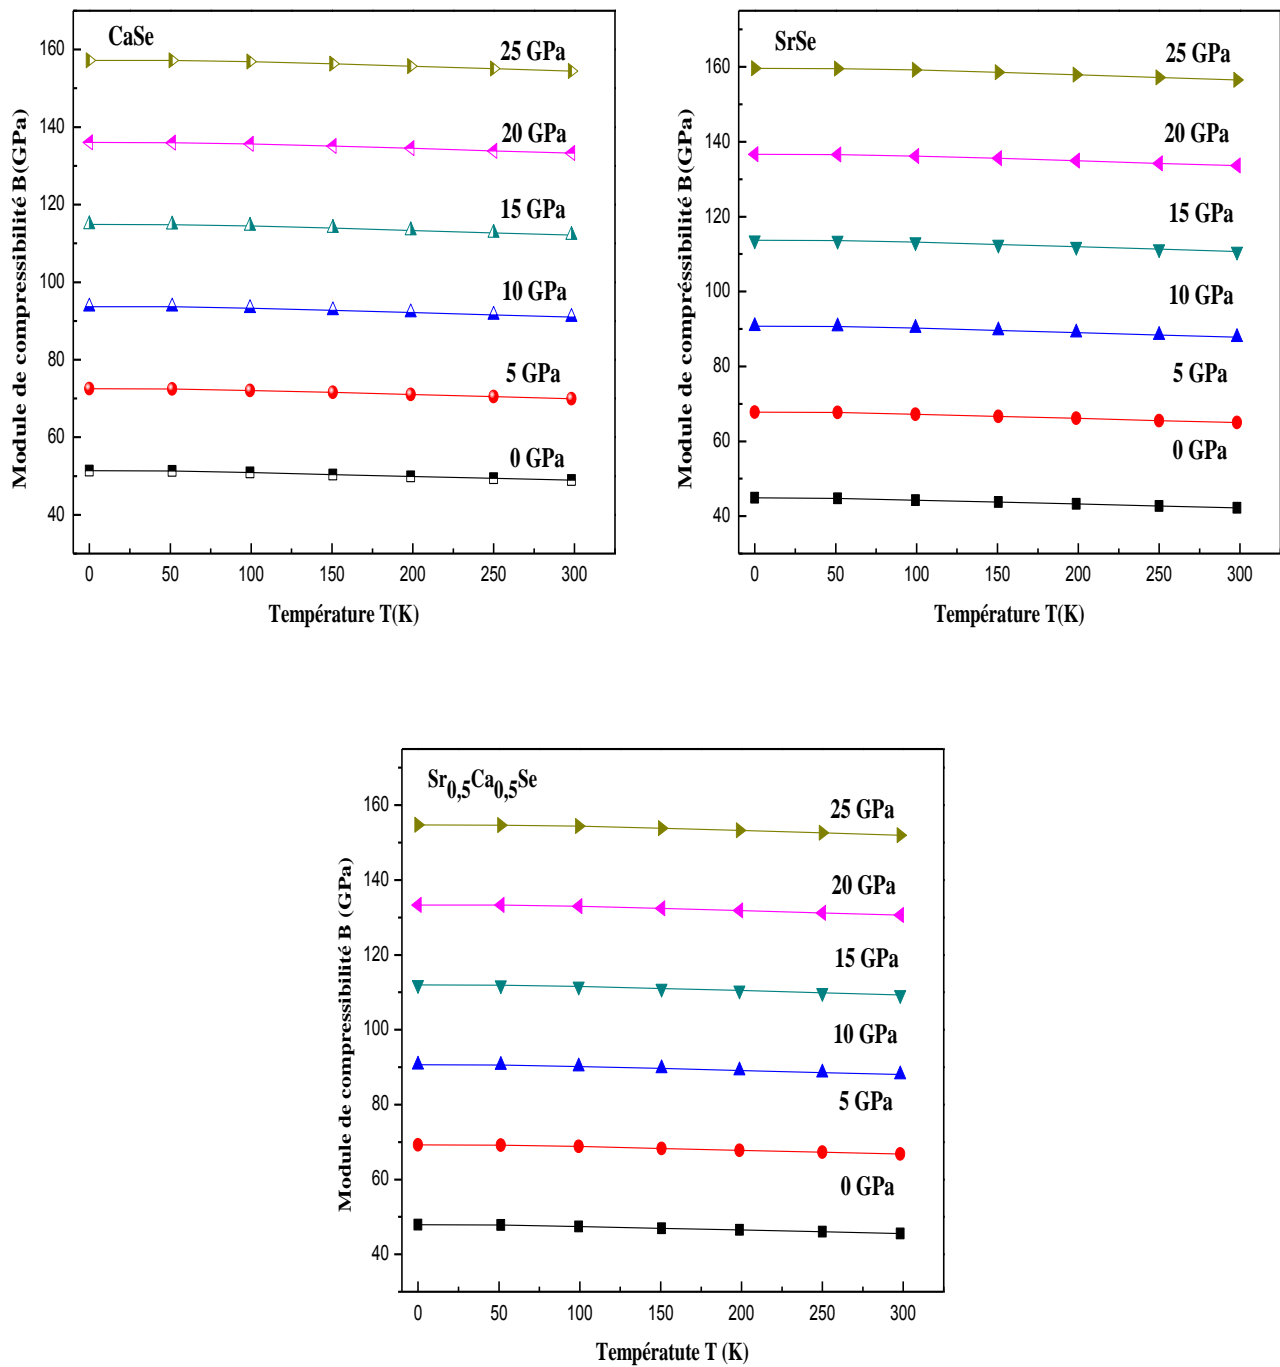 CaSe
25 GPa
20 GPa
15 GPa
10 GPa
5 GPa
0 GPa
160
140
120
100
80
60
40
0 50 100 150 200 250 300
Module de compressibilité B(GPa)
Température T(K)
SrSe
25 GPa
20 GPa
15 GPa
10 GPa
5 GPa
0 GPa
160
140
120
100
80
60
40
0 50 100 150 200 250 300
Module de compréssibilité B(GPa)
Température T(K)
Sr0,5Ca0,5Se
25 GPa
20 GPa
15 GPa
10 GPa
5 GPa
0 GPa
160
140
120
100
80
60
40
0 50 100 150 200 250 300
Module de compressibilité B (GPa)
Températute T (K)